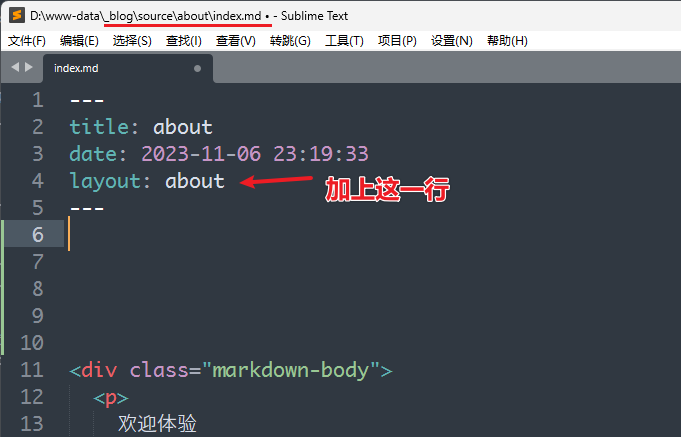 D:\www-data\_blog\source\about\index.md • - Sublime Text
文件(F) 编辑(E) 选择(S) 查找(I) 查看(V) 转跳(G) 工具(T) 项目(P) 设置(N) 帮助(H)
index.md
1 ---
2 title: about
3 date: 2023-11-06 23:19:33
4 layout: about 加上这一行
5 ---
6
7
8
9
10
11 <div class="markdown-body">
12 <p>
13 欢迎体验